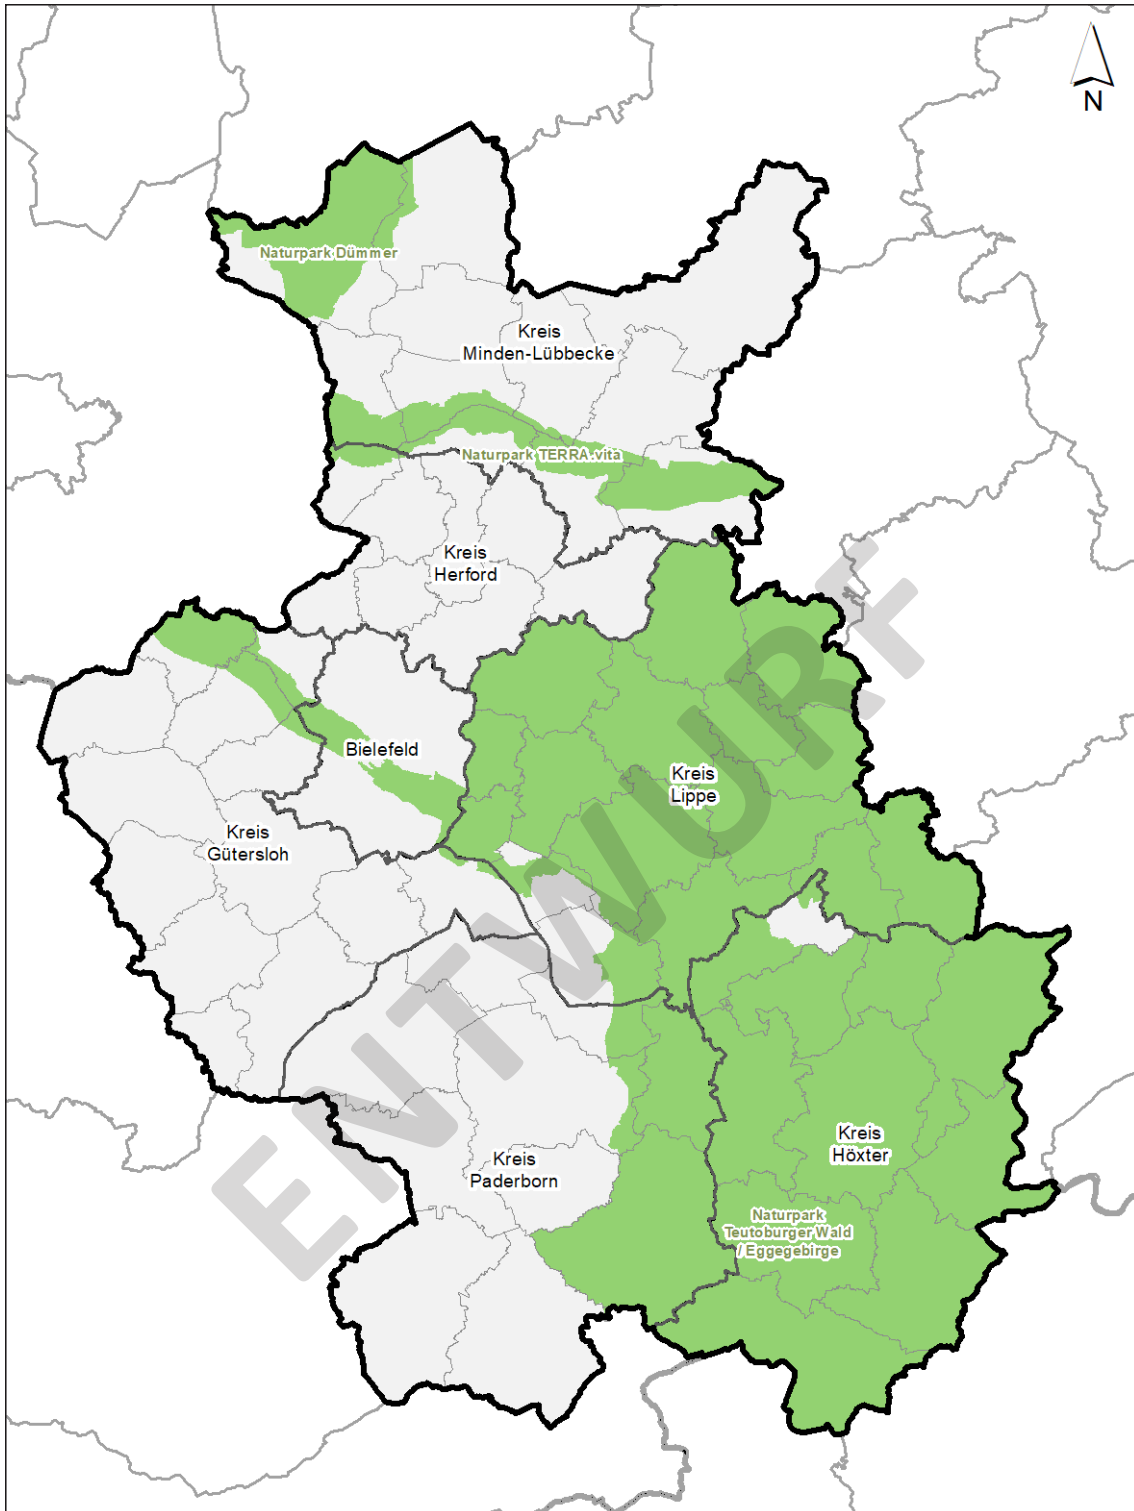 N
Naturpark Dümmer
Kreis
Minden-Lübbecke
Naturpark TERRA.vita
Kreis
Herford
Bielefeld
Kreis
Lippe
Kreis
Gütersloh
ENTWURF
Kreis
Höxter
Kreis
Paderborn
Naturpark
Teutoburger Wald
/ Eggegebirge